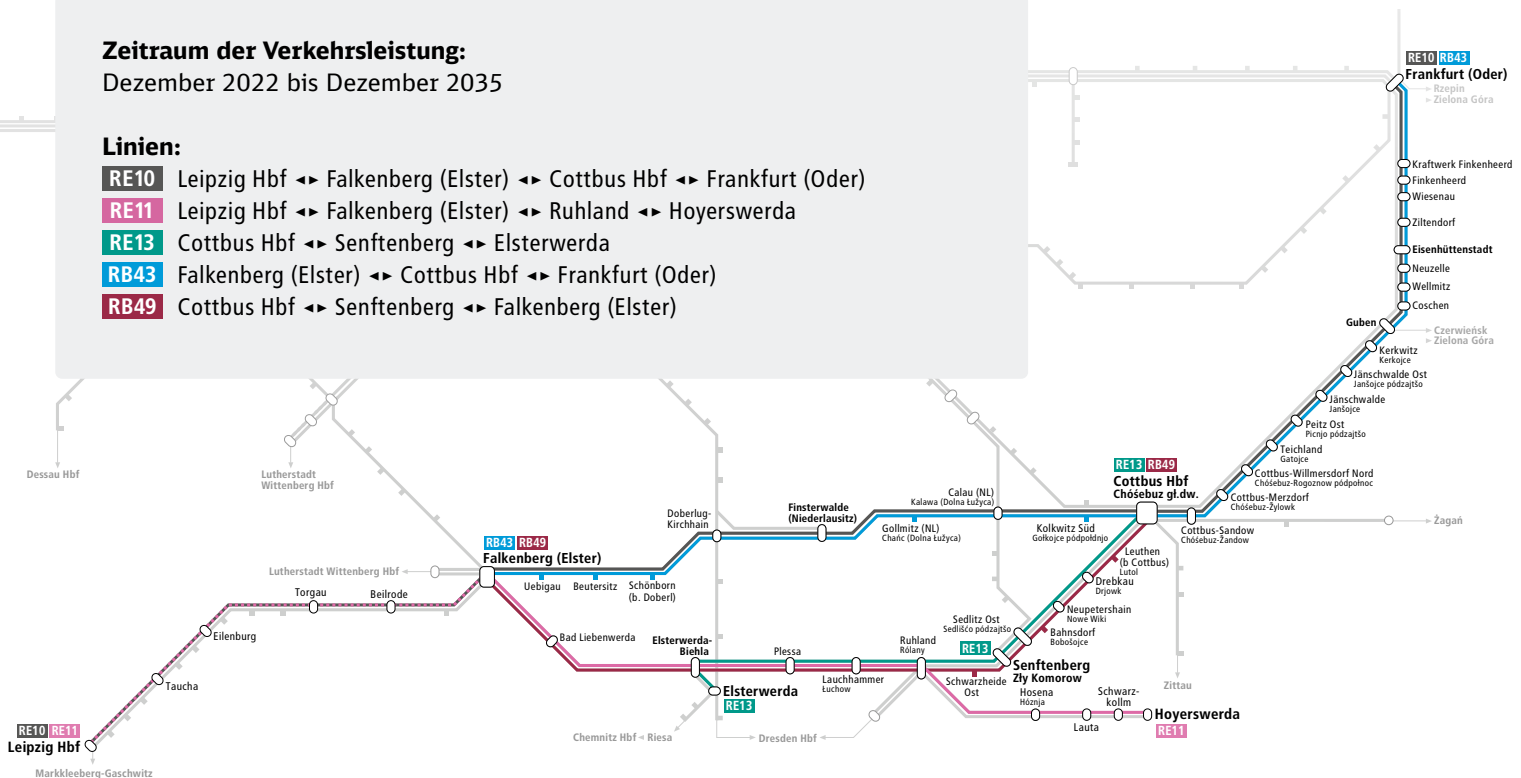 Zeitraum der Verkehrsleistung:
Dezember 2022 bis Dezember 2035
Linien:
RE10 Leipzig Hbf ◄► Falkenberg (Elster) ◄► Cottbus Hbf ◄► Frankfurt (Oder)
RE11 Leipzig Hbf ◄► Falkenberg (Elster) ◄► Ruhland ◄► Hoyerswerda
RE13 Cottbus Hbf ◄► Senftenberg ◄► Elsterwerda
RB43 Falkenberg (Elster) ◄► Cottbus Hbf ◄► Frankfurt (Oder)
RB49 Cottbus Hbf ◄► Senftenberg ◄► Falkenberg (Elster)
RE10 RB43
Frankfurt (Oder)
Rzepin
Zielona Góra
Kraftwerk Finkenheerd
Finkenheerd
Wiesenau
Ziltendorf
Eisenhüttenstadt
Neuzelle
Wellmitz
Coschen
Guben
Czerwieńsk
Zielona Góra
Kerkwitz
Kerkojce
Jänschwalde Ost
Janšojce pódzajtšo
Jänschwalde
Janšojce
Peitz Ost
Picnjo pódzajtšo
Teichland
Gatojce
Cottbus-Willmersdorf Nord
Chóśebuz-Rogoznow pódpołnoc
Cottbus-Merzdorf
Chóśebuz-Žylowk
Cottbus-Sandow
Chóśebuz-Žandow
Żagań
RE13 RB49
Cottbus Hbf
Chóśebuz gł.dw.
Kolkwitz Süd
Gołkojce pódpołdnjo
Calau (NL)
Kalawa (Dolna Łużyca)
Gollmitz (NL)
Chańc (Dolna Łużyca)
Finsterwalde
(Niederlausitz)
Doberlug-
Kirchhain
Schönborn
(b. Doberl)
Beutersitz
Uebigau
RB43 RB49
Falkenberg (Elster)
Lutherstadt Wittenberg Hbf
Dessau Hbf
Lutherstadt
Wittenberg Hbf
Torgau
Beilrode
Eilenburg
Taucha
RE10 RE11
Leipzig Hbf
Markkleeberg-Gaschwitz
Bad Liebenwerda
Elsterwerda-
Biehla
Elsterwerda
RE13
Chemnitz Hbf
Riesa
Dresden Hbf
Plessa
Lauchhammer
Łuchow
Ruhland
Rólany
RE13
Senftenberg
Zły Komorow
Schwarzheide
Ost
Sedlitz Ost
Sedlišćo pódzajtšo
Bahnsdorf
Bobošojce
Neupetershain
Nowe Wiki
Drebkau
Drjowk
Leuthen
(b Cottbus)
Lutol
Zittau
Hosena
Hóznja
Lauta
Schwarz-
kollm
Hoyerswerda
RE11